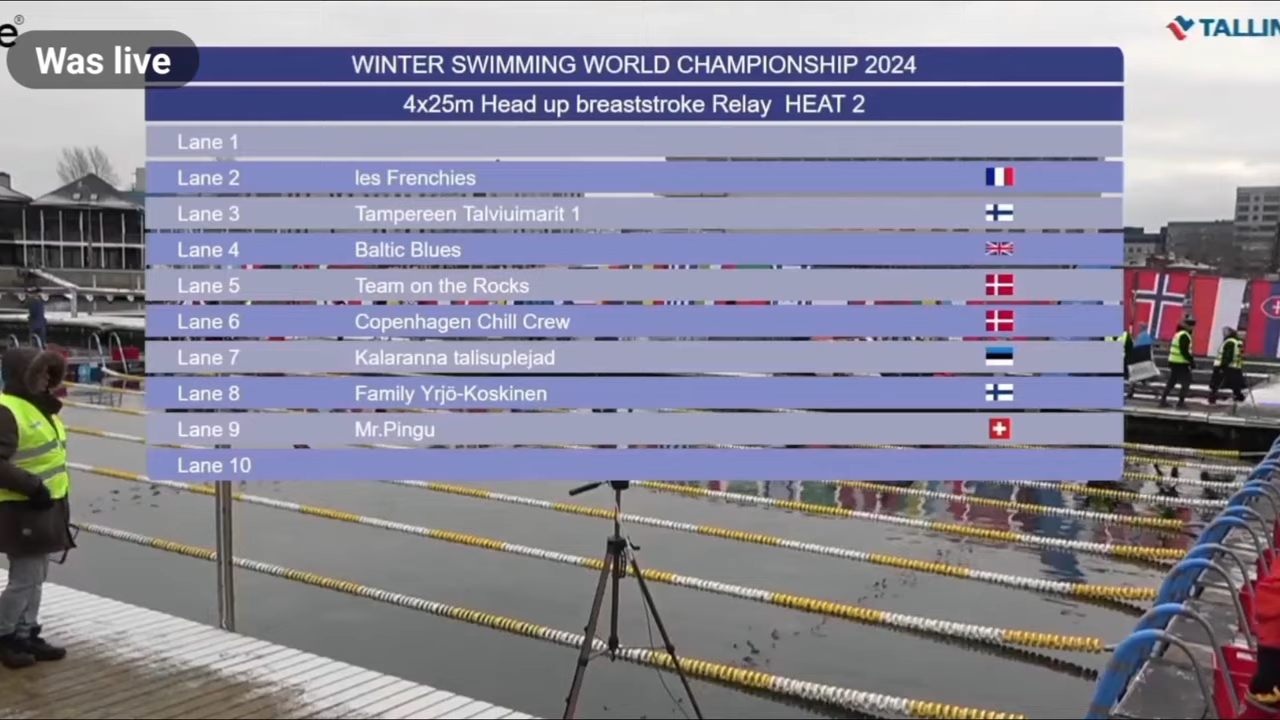 e®
Was live
TALLIN
WINTER SWIMMING WORLD CHAMPIONSHIP 2024
4x25m Head up breaststroke Relay HEAT 2
Lane 1
Lane 2 les Frenchies
Lane 3 Tampereen Talviuimarit 1
Lane 4 Baltic Blues
Lane 5 Team on the Rocks
Lane 6 Copenhagen Chill Crew
Lane 7 Kalaranna talisuplejad
Lane 8 Family Yrjö-Koskinen
Lane 9 Mr.Pingu
Lane 10